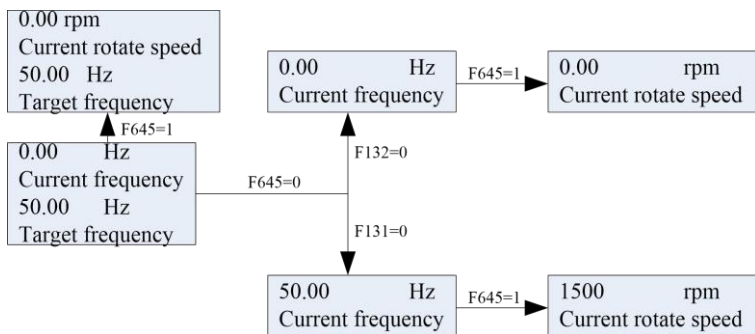 0.00 rpm
Current rotate speed
50.00 Hz
Target frequency
F645=1
0.00 Hz
Current frequency
50.00 Hz
Target frequency
F645=0
0.00 Hz
Current frequency
F645=1
0.00 rpm
Current rotate speed
F132=0
F131=0
50.00 Hz
Current frequency
F645=1
1500 rpm
Current rotate speed